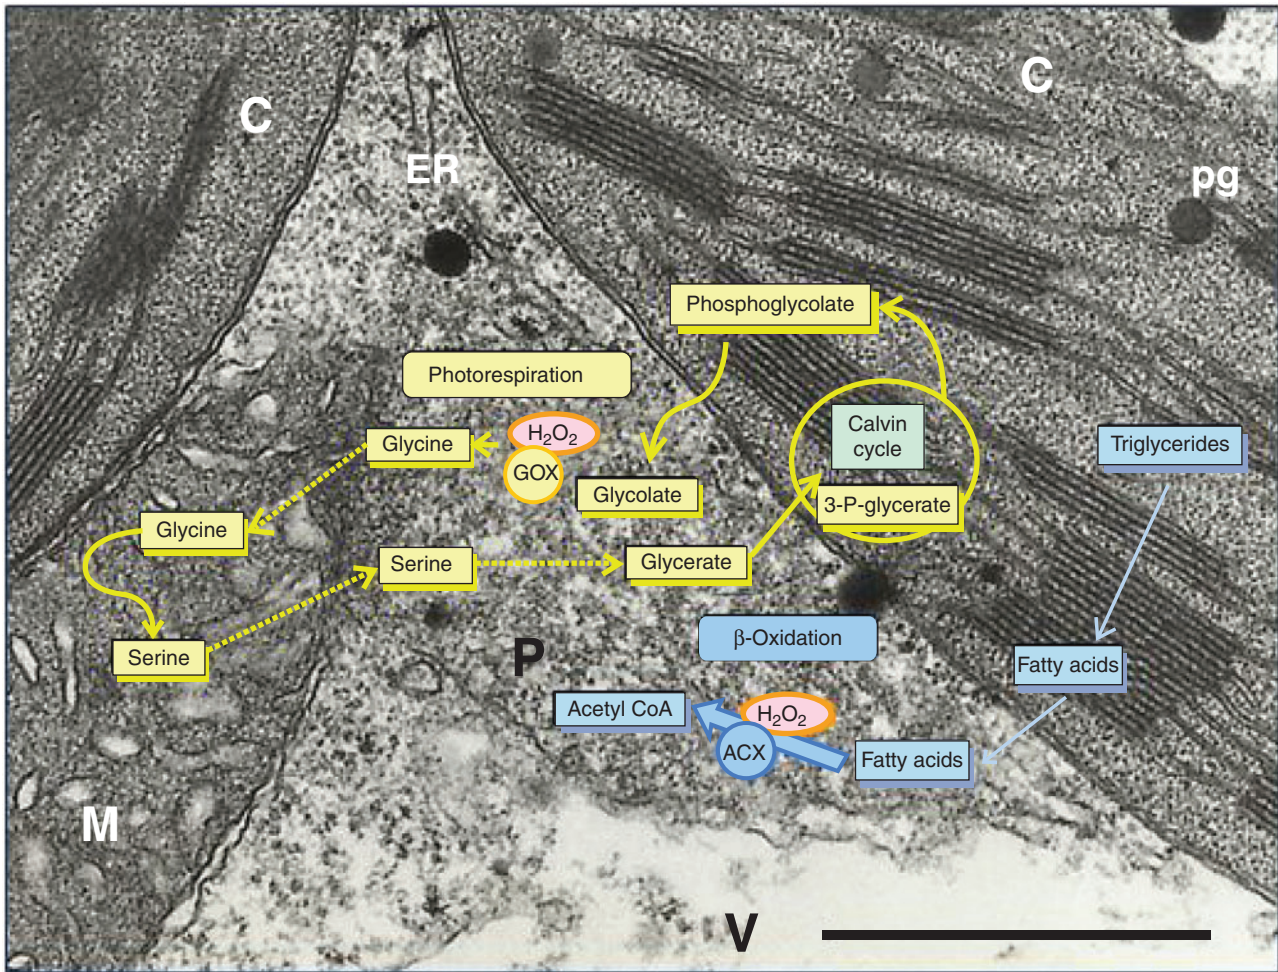 C
C
ER
pg
Phosphoglycolate
Photorespiration
H₂O₂
GOX
Glycine
Glycolate
Calvin
cycle
3-P-glycerate
Triglycerides
Glycine
Serine
Glycerate
Serine
β-Oxidation
P
Fatty acids
Acetyl CoA
H₂O₂
ACX
Fatty acids
M
V